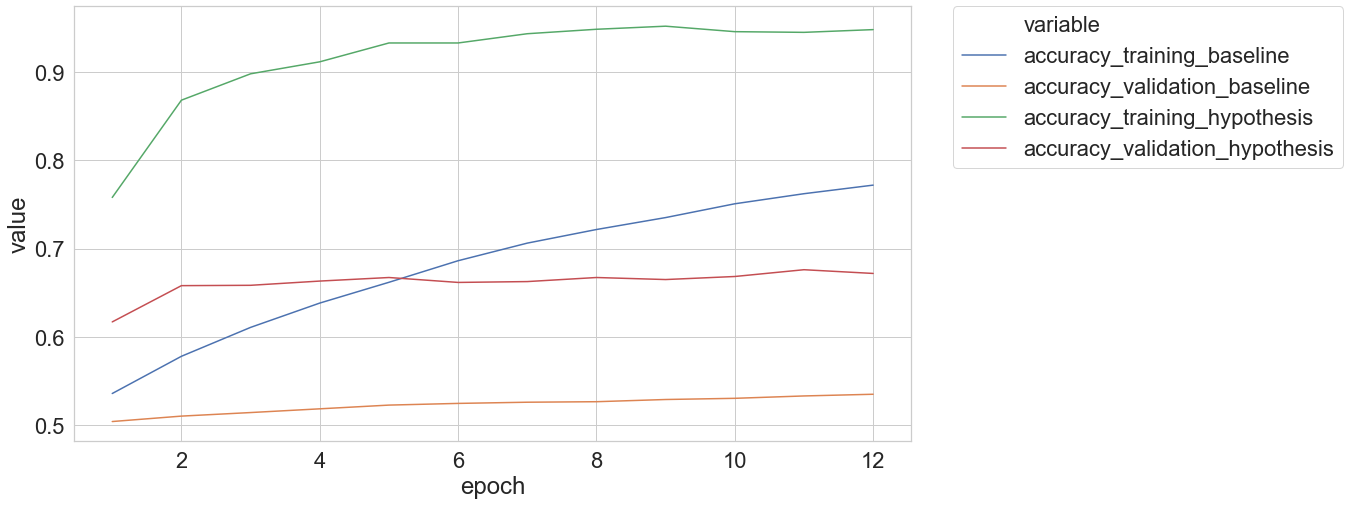 0.9
0.8
0.7
0.6
0.5
value
2 4 6 8 10 12
epoch
variable
accuracy_training_baseline
accuracy_validation_baseline
accuracy_training_hypothesis
accuracy_validation_hypothesis